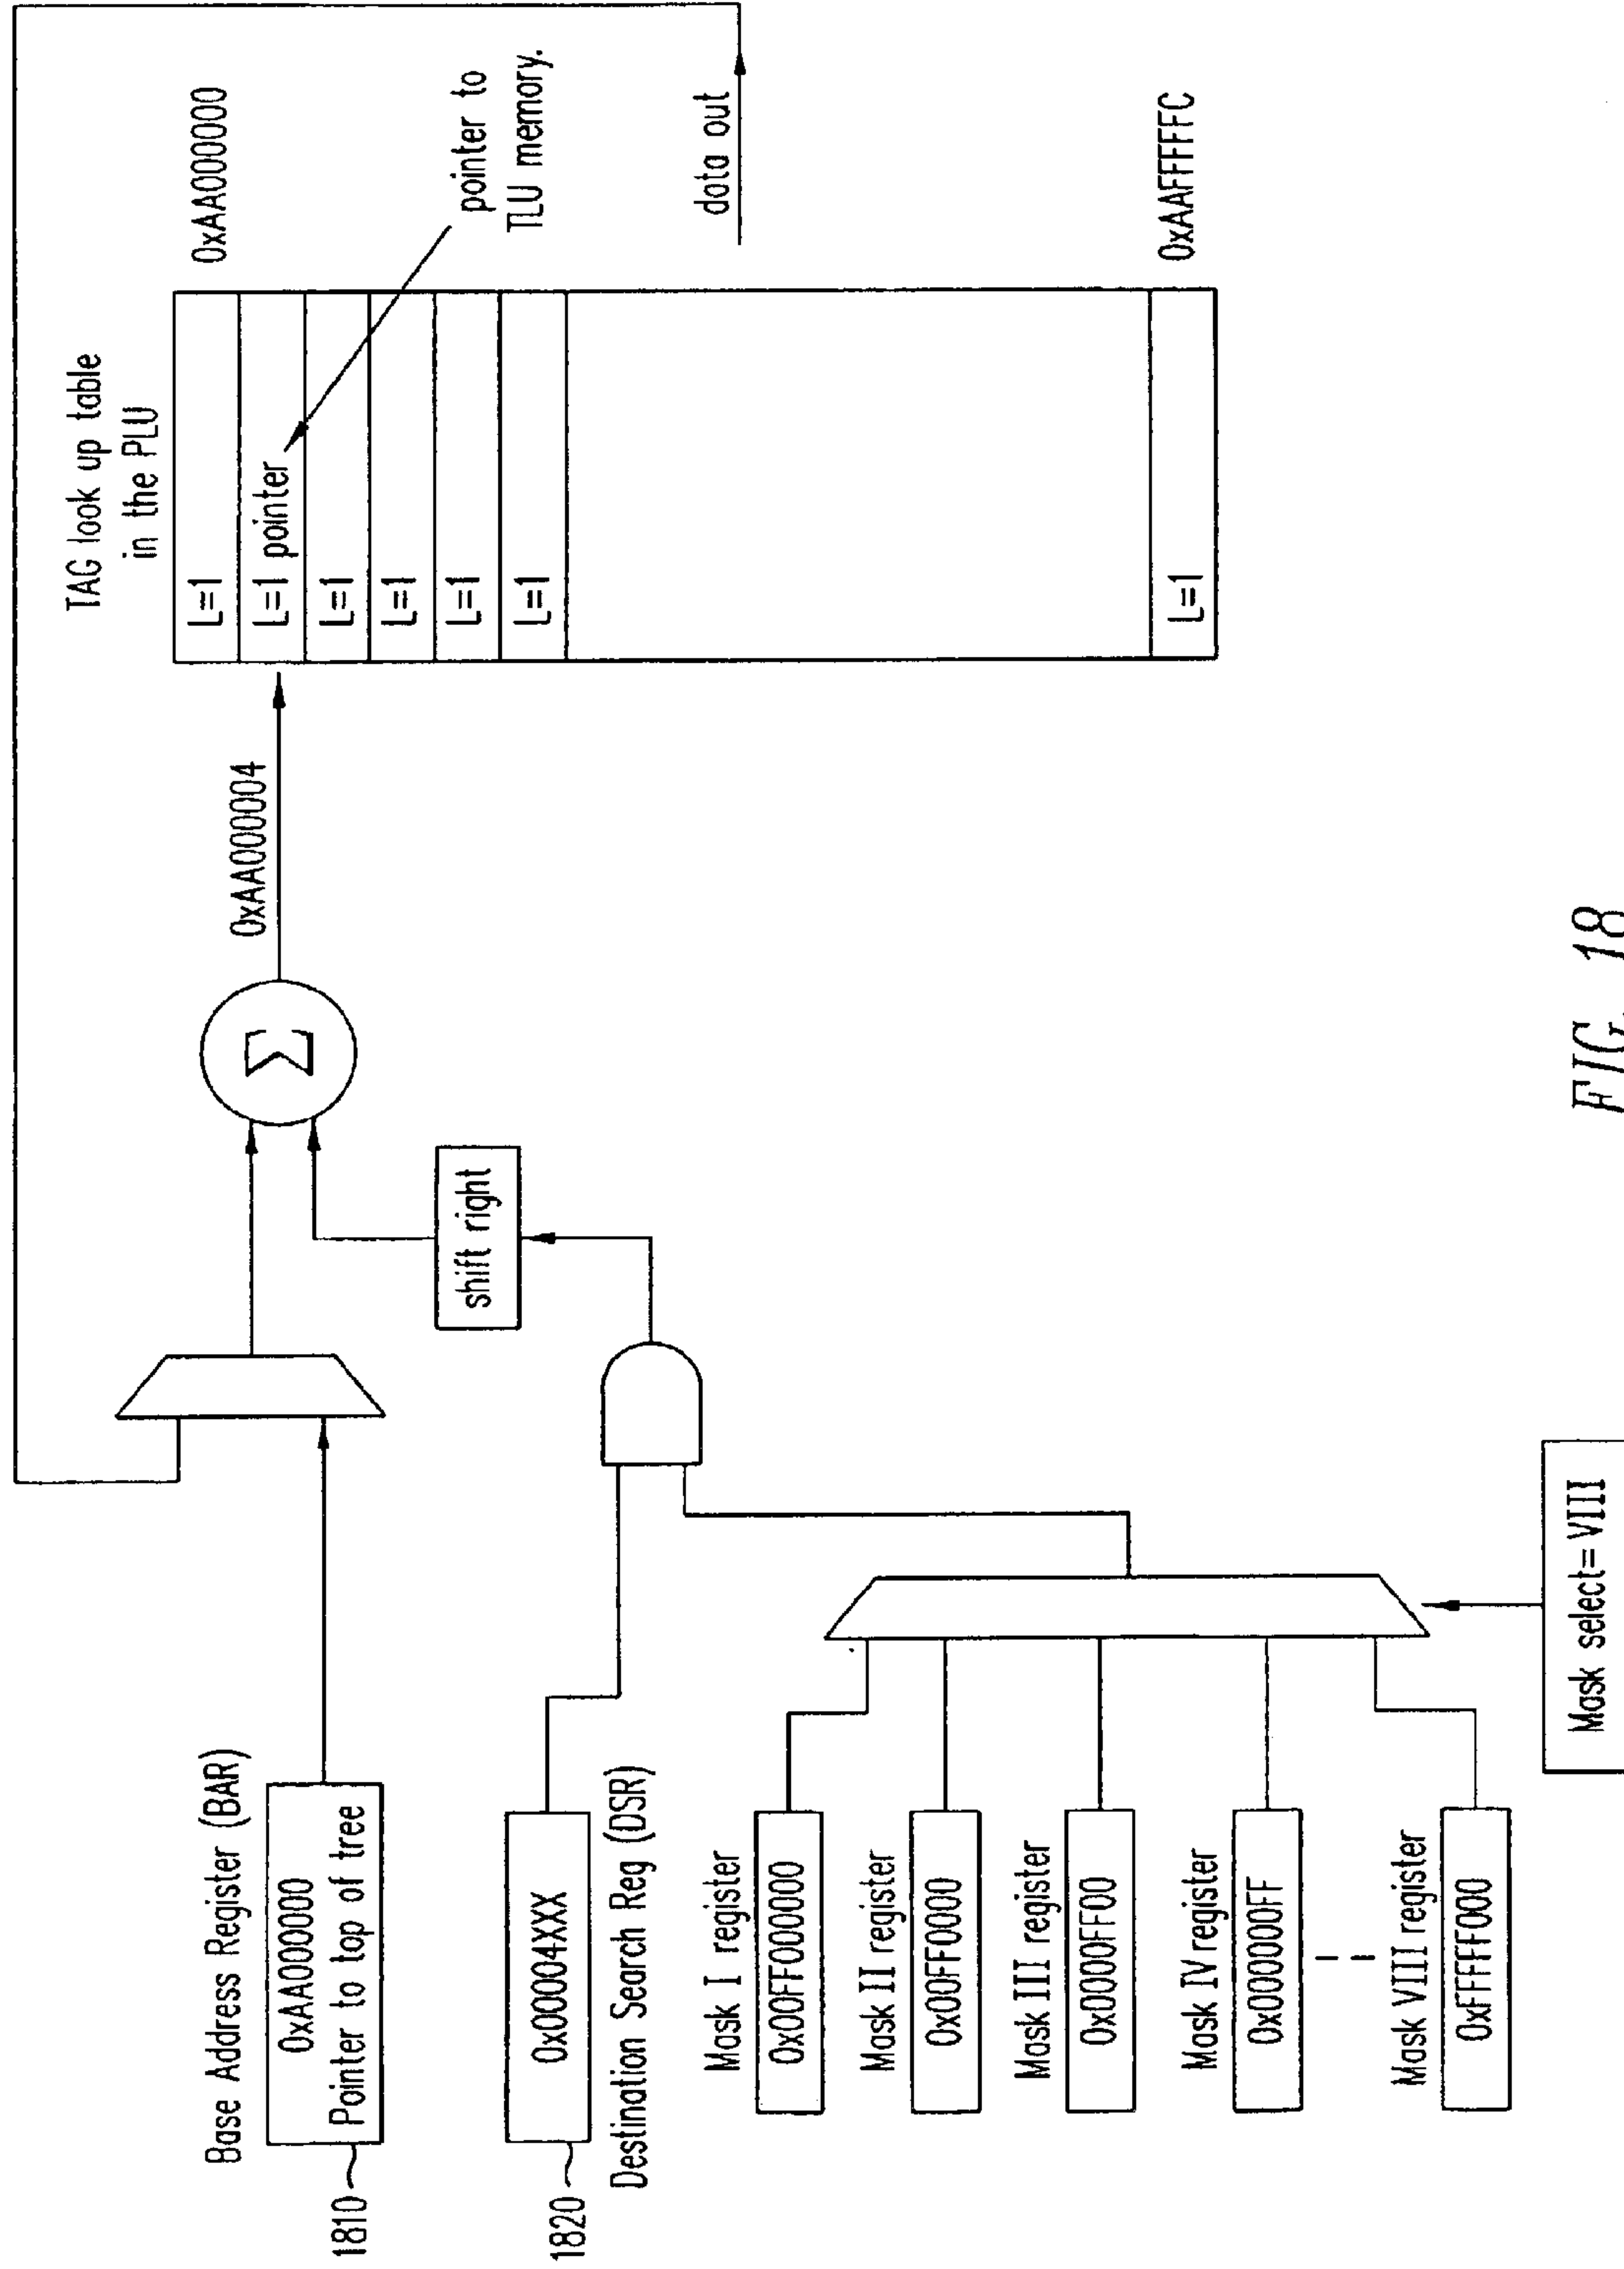 Base Address Register (BAR)
1810
0xAA000000
Pointer to top of tree
1820
0x00004XXX
Destination Search Reg (DSR)
Mask I register
0x00FF00000
Mask II register
0x00FF0000
Mask III register
0x0000FF00
Mask IV register
0x000000FF
Mask VIII register
0xFFFFF000
Mask select= VIII
shift right
Σ
0xAA000004
TAG look up table
in the PLU
L=1
L=1 pointer
L=1
L=1
L=1
L=1
L=1
0xAA000000
pointer to
TLU memory.
data out
0xAAFFFFFC
FIG. 18